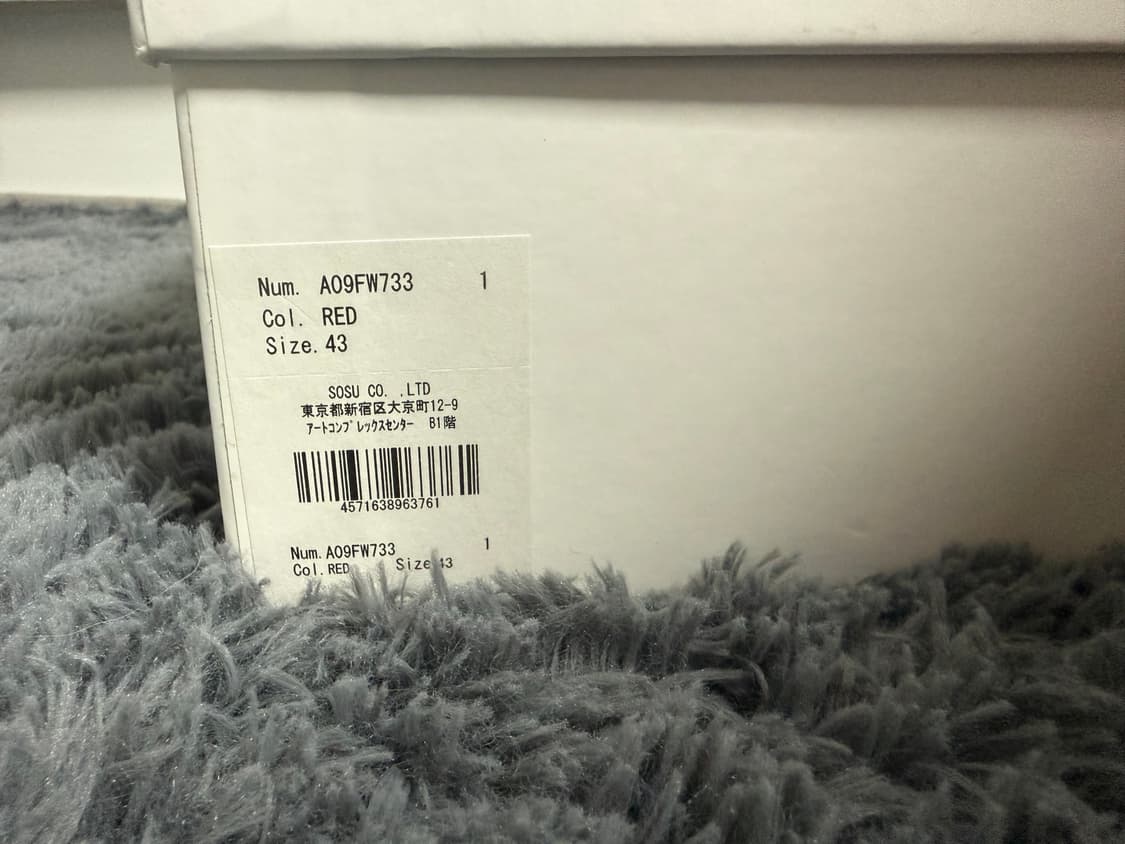 Num. A09FW733 1
Col. RED
Size. 43
SOSU CO. ,LTD
東京都新宿区大京町12-9
ｱｰﾄｺﾝﾌﾟﾚｯｸｽｾﾝﾀｰ B1階
4571638963761
Num. A09FW733 1
Col. RED Size 43